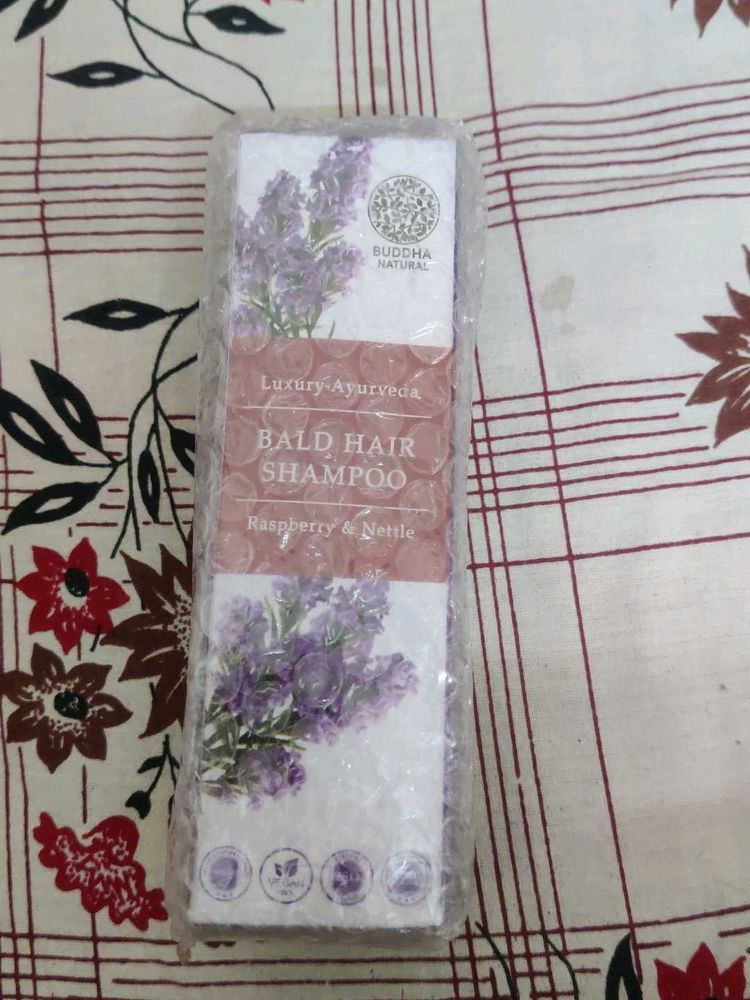 BUDDHA
NATURAL
Luxury-Ayurveda
BALD HAIR
SHAMPOO
Raspberry & Nettle
VEGAN